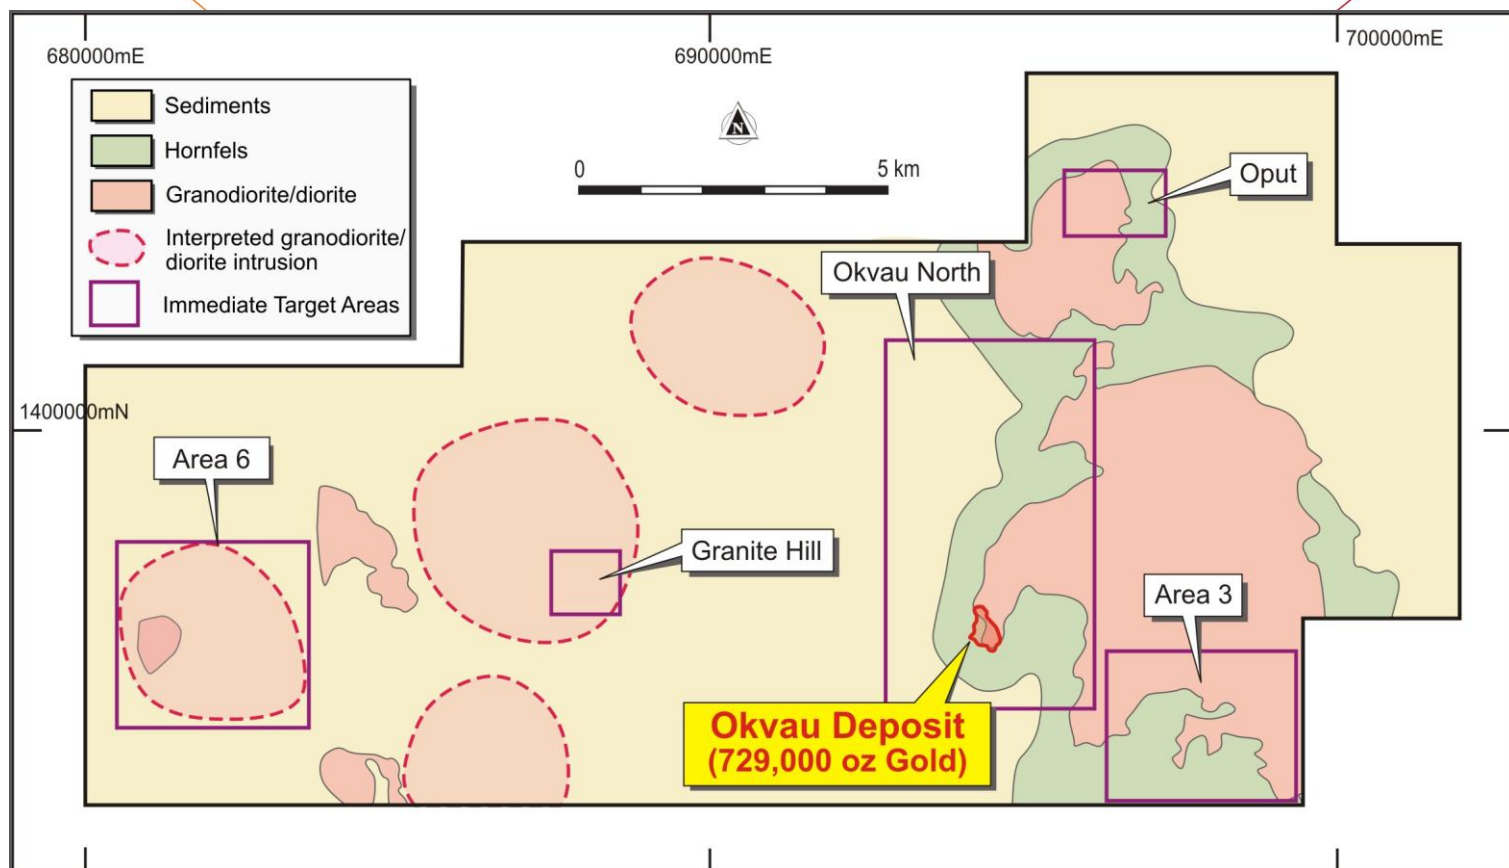 680000mE
690000mE
700000mE
Sediments
Hornfels
Granodiorite/diorite
Interpreted granodiorite/
diorite intrusion
Immediate Target Areas
N
0
5 km
Oput
Okvau North
1400000mN
Area 6
Granite Hill
Area 3
Okvau Deposit
(729,000 oz Gold)